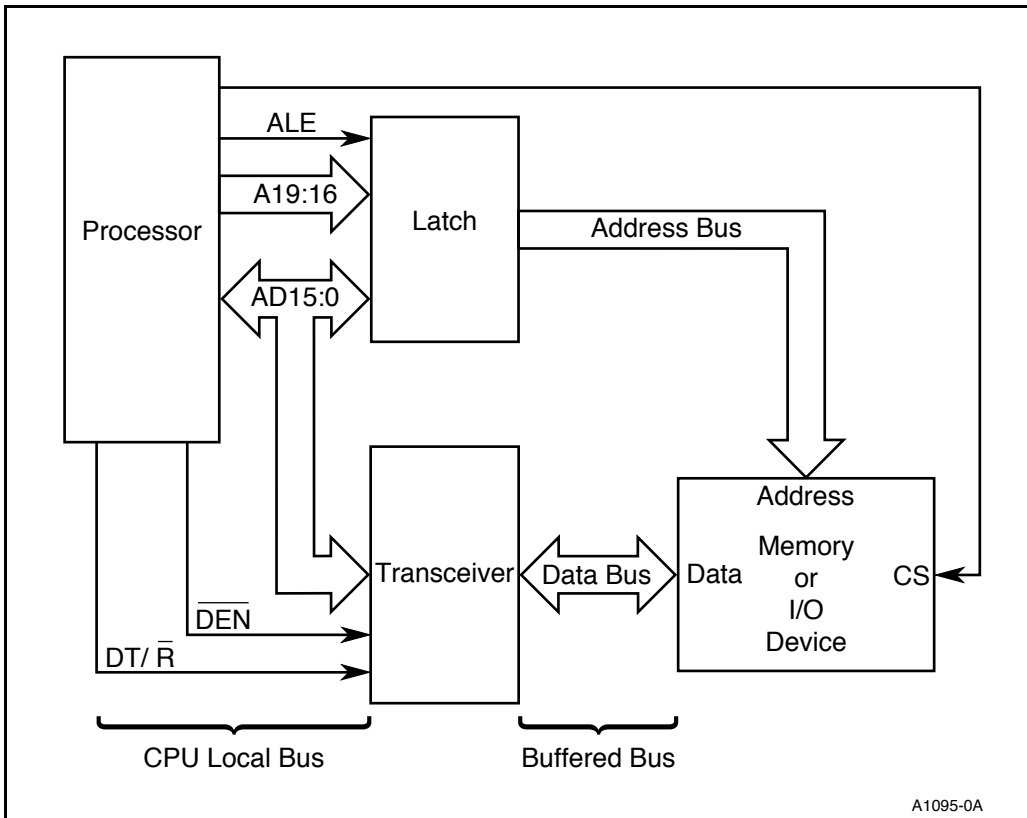 ALE
A19:16
Processor
Latch
Address Bus
AD15:0
Address
Memory
or
I/O
Device
Transceiver
Data Bus
Data
CS
D̅E̅N̅
DT/ R̅
CPU Local Bus
Buffered Bus
A1095-0A